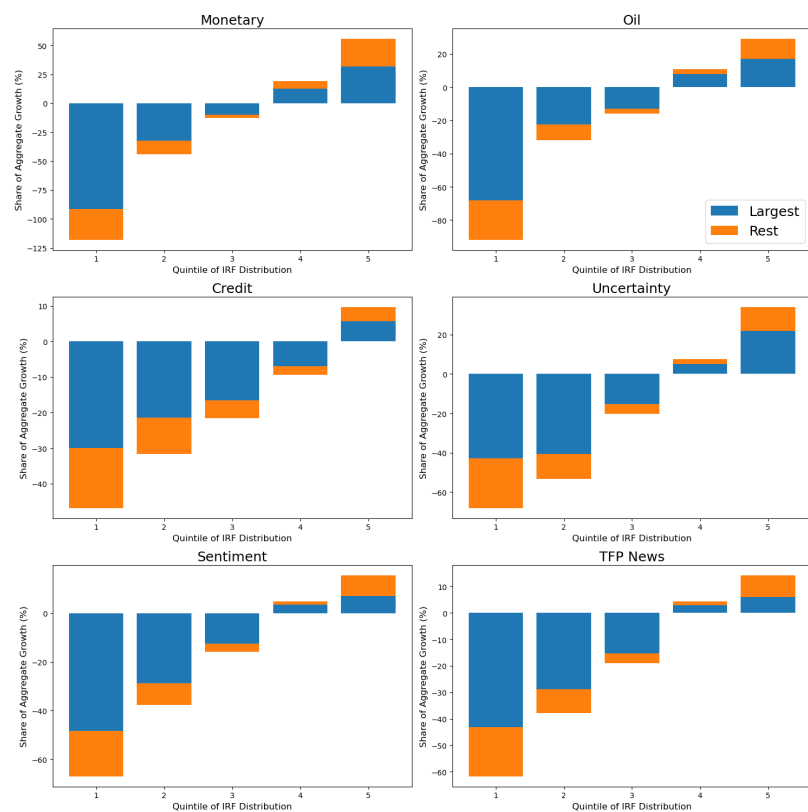 Monetary
Share of Aggregate Growth (%)
50
25
0
−25
−50
−75
−100
−125
1 2 3 4 5
Quintile of IRF Distribution
Oil
Share of Aggregate Growth (%)
20
0
−20
−40
−60
−80
Largest
Rest
1 2 3 4 5
Quintile of IRF Distribution
Credit
Share of Aggregate Growth (%)
10
0
−10
−20
−30
−40
1 2 3 4 5
Quintile of IRF Distribution
Uncertainty
Share of Aggregate Growth (%)
20
0
−20
−40
−60
1 2 3 4 5
Quintile of IRF Distribution
Sentiment
Share of Aggregate Growth (%)
0
−20
−40
−60
1 2 3 4 5
Quintile of IRF Distribution
TFP News
Share of Aggregate Growth (%)
10
0
−10
−20
−30
−40
−50
−60
1 2 3 4 5
Quintile of IRF Distribution